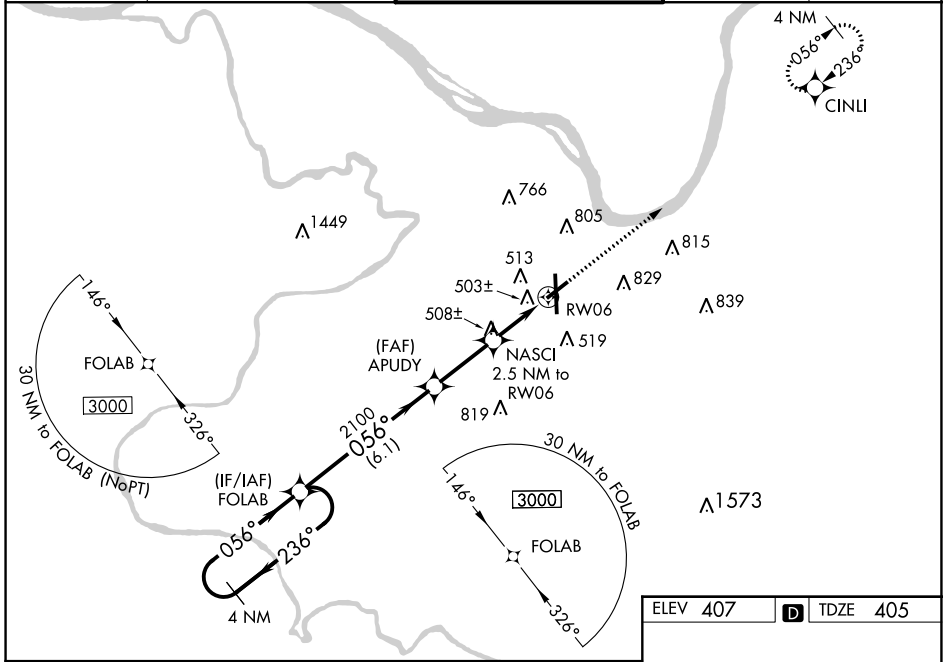 4 NM
056°
236°
CINLI
766
1449
805
815
513
829
503±
839
RW06
508±
519
146°
FOLAB
3000
326°
30 NM to FOLAB (NoPT)
(FAF)
APUDY
NASCI
2.5 NM to
RW06
819
2100
056°
(6.1)
(IF/IAF)
FOLAB
056°
236°
4 NM
30 NM to FOLAB
146°
3000
FOLAB
326°
1573
ELEV 407 D TDZE 405